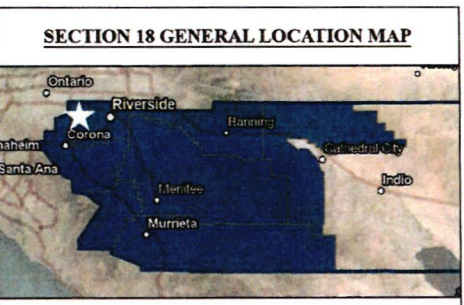 SECTION 18 GENERAL LOCATION MAP
Ontario
Riverside
Banning
Corona
naheim
Cathedral City
Santa Ana
Indio
Menifee
Murrieta